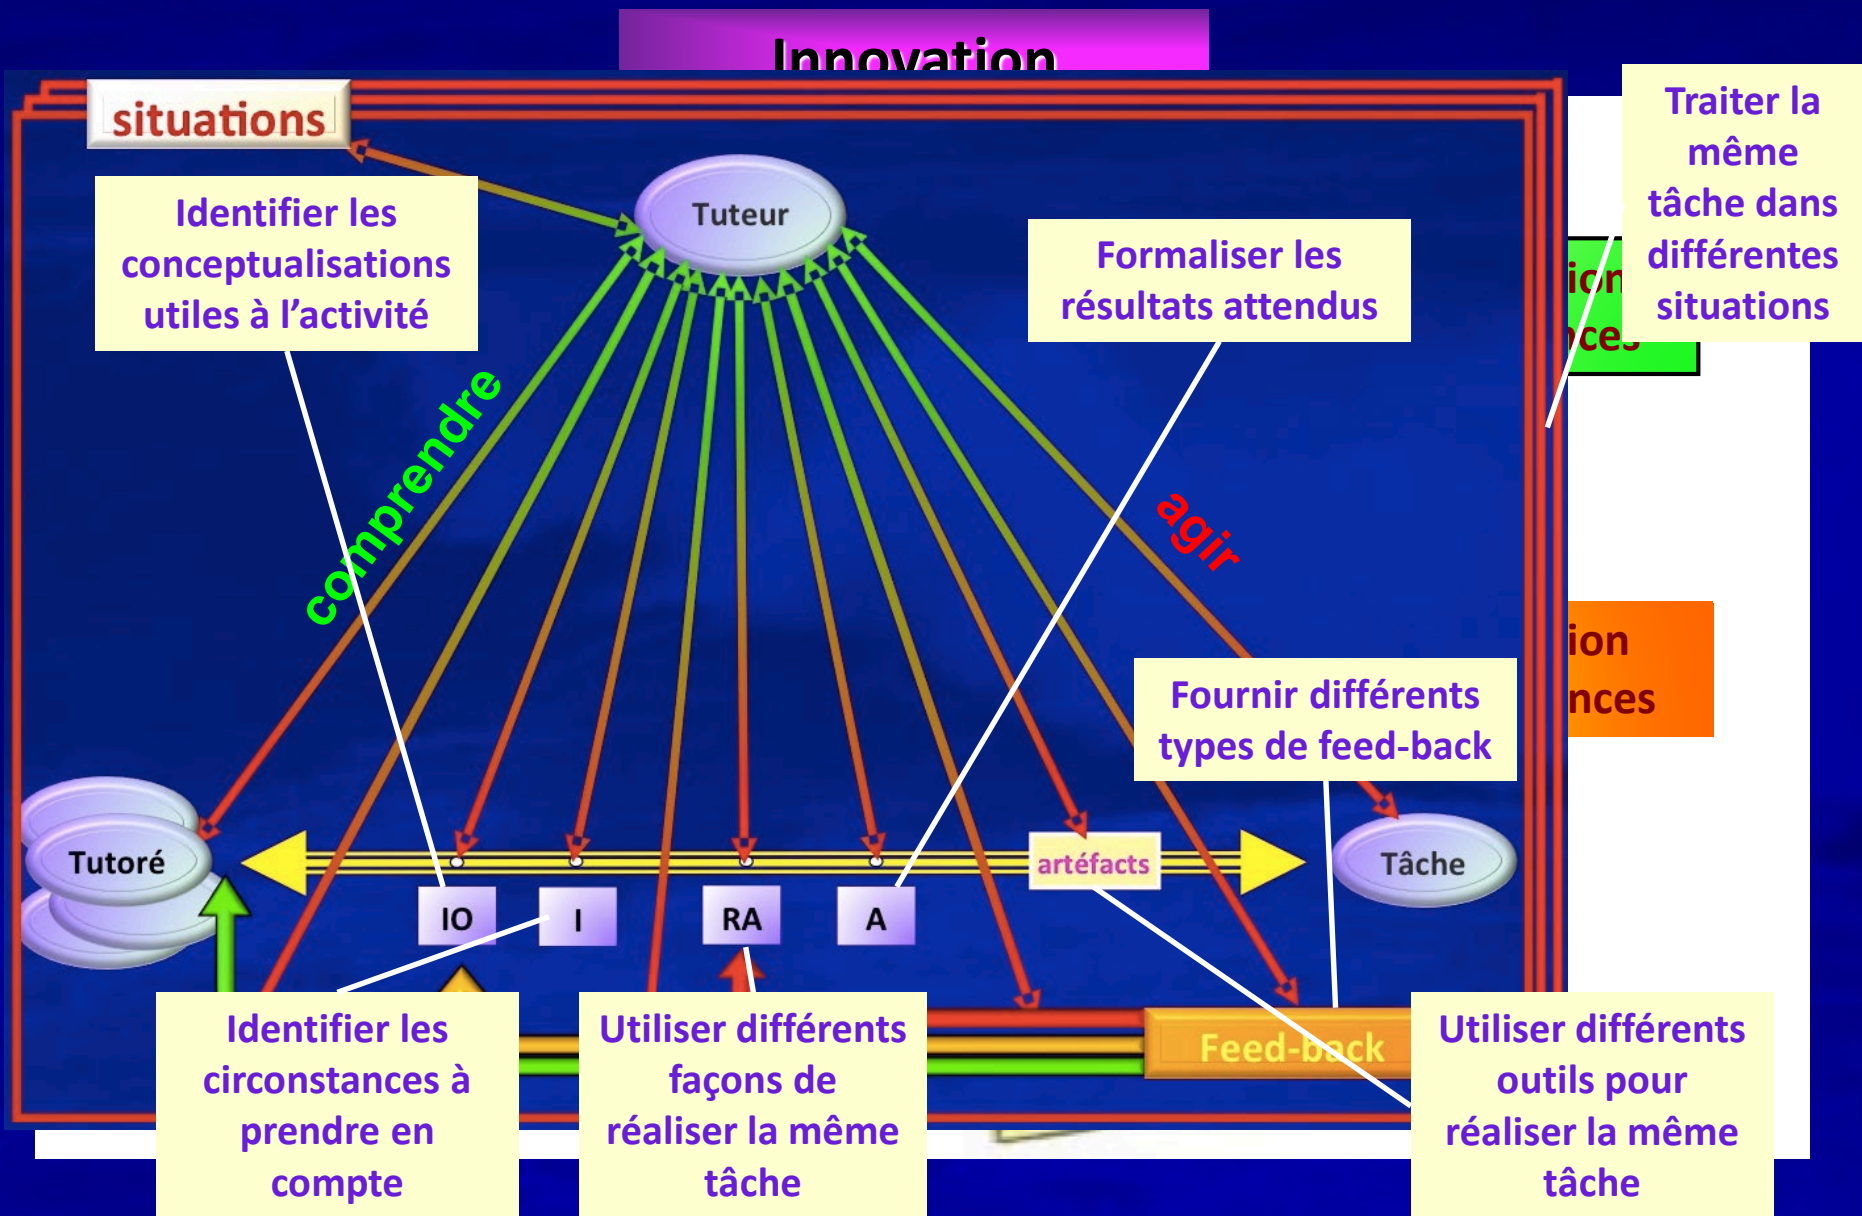 Innovation
situations
Traiter la
même
tâche dans
différentes
situations
Identifier les
conceptualisations
utiles à l’activité
Tuteur
Formaliser les
résultats attendus
comprendre
agir
Fournir différents
types de feed-back
Tutoré
artéfacts
Tâche
IO
I
RA
A
Feed-back
Identifier les
circonstances à
prendre en
compte
Utiliser différents
façons de
réaliser la même
tâche
Utiliser différents
outils pour
réaliser la même
tâche